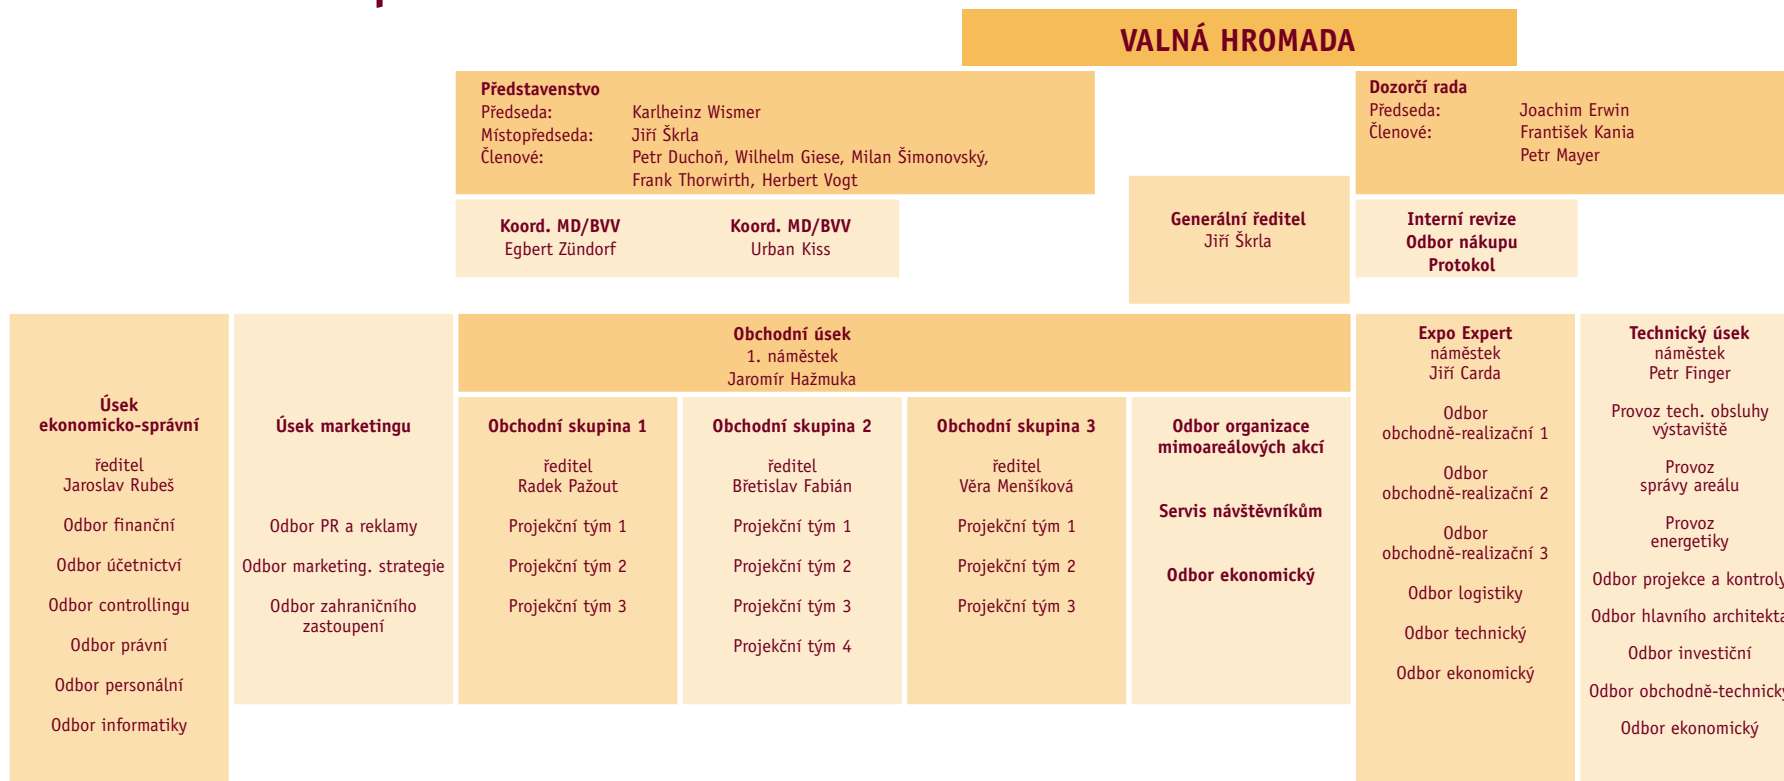 VALNÁ HROMADA
Představenstvo
Předseda: Karlheinz Wismer
Místopředseda: Jiří Škrla
Členové: Petr Duchoň, Wilhelm Giese, Milan Šimonovský,
Frank Thorwirth, Herbert Vogt
Dozorčí rada
Předseda: Joachim Erwin
Členové: František Kania
Petr Mayer
Koord. MD/BVV
Egbert Zündorf
Koord. MD/BVV
Urban Kiss
Generální ředitel
Jiří Škrla
Interní revize
Odbor nákupu
Protokol
Úsek
ekonomicko-správní
ředitel
Jaroslav Rubeš
Odbor finanční
Odbor účetnictví
Odbor controllingu
Odbor právní
Odbor personální
Odbor informatiky
Úsek marketingu
Odbor PR a reklamy
Odbor marketing. strategie
Odbor zahraničního
zastoupení
Obchodní úsek
1. náměstek
Jaromír Hažmuka
Obchodní skupina 1
ředitel
Radek Pažout
Projekční tým 1
Projekční tým 2
Projekční tým 3
Obchodní skupina 2
ředitel
Břetislav Fabián
Projekční tým 1
Projekční tým 2
Projekční tým 3
Projekční tým 4
Obchodní skupina 3
ředitel
Věra Menšíková
Projekční tým 1
Projekční tým 2
Projekční tým 3
Odbor organizace
mimoareálových akcí
Servis návštěvníkům
Odbor ekonomický
Expo Expert
náměstek
Jiří Carda
Odbor
obchodně-realizační 1
Odbor
obchodně-realizační 2
Odbor
obchodně-realizační 3
Odbor logistiky
Odbor technický
Odbor ekonomický
Technický úsek
náměstek
Petr Finger
Provoz tech. obsluhy
výstaviště
Provoz
správy areálu
Provoz
energetiky
Odbor projekce a kontroly
Odbor hlavního architekta
Odbor investiční
Odbor obchodně-technický
Odbor ekonomický